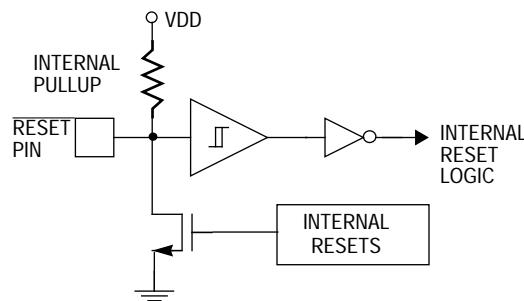 VDD
INTERNAL
PULLUP
RESET
PIN
INTERNAL
RESET
LOGIC
INTERNAL
RESETS